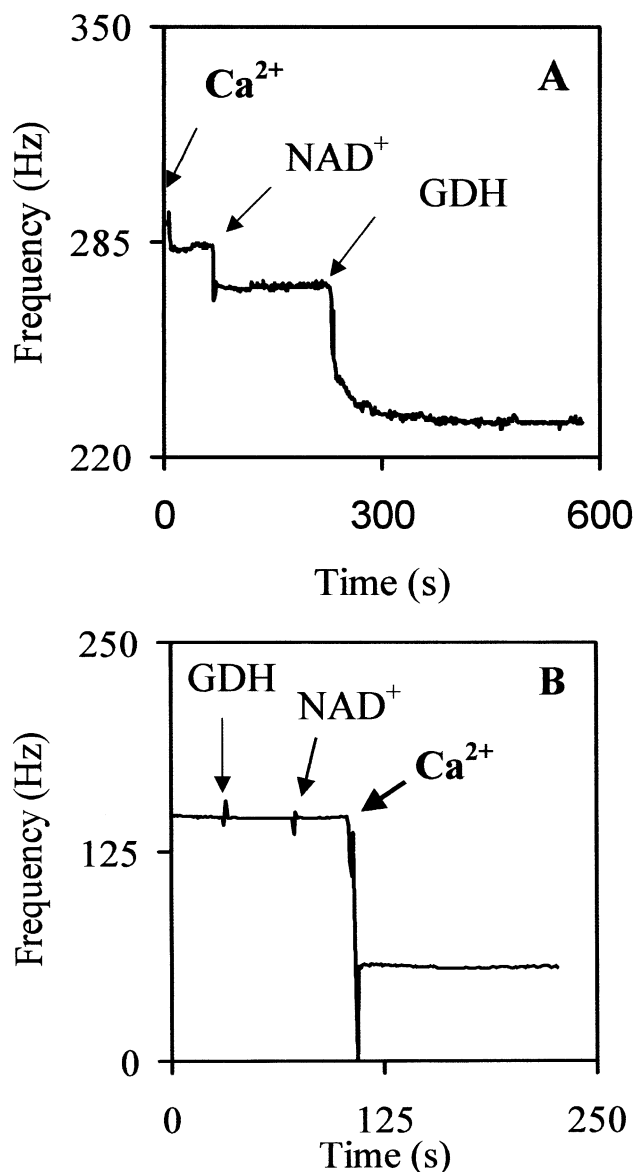 350
A
Ca²⁺
NAD⁺
GDH
285
220
Frequency (Hz)
0 300 600
Time (s)
250
B
GDH
NAD⁺
Ca²⁺
125
0
Frequency (Hz)
0 125 250
Time (s)